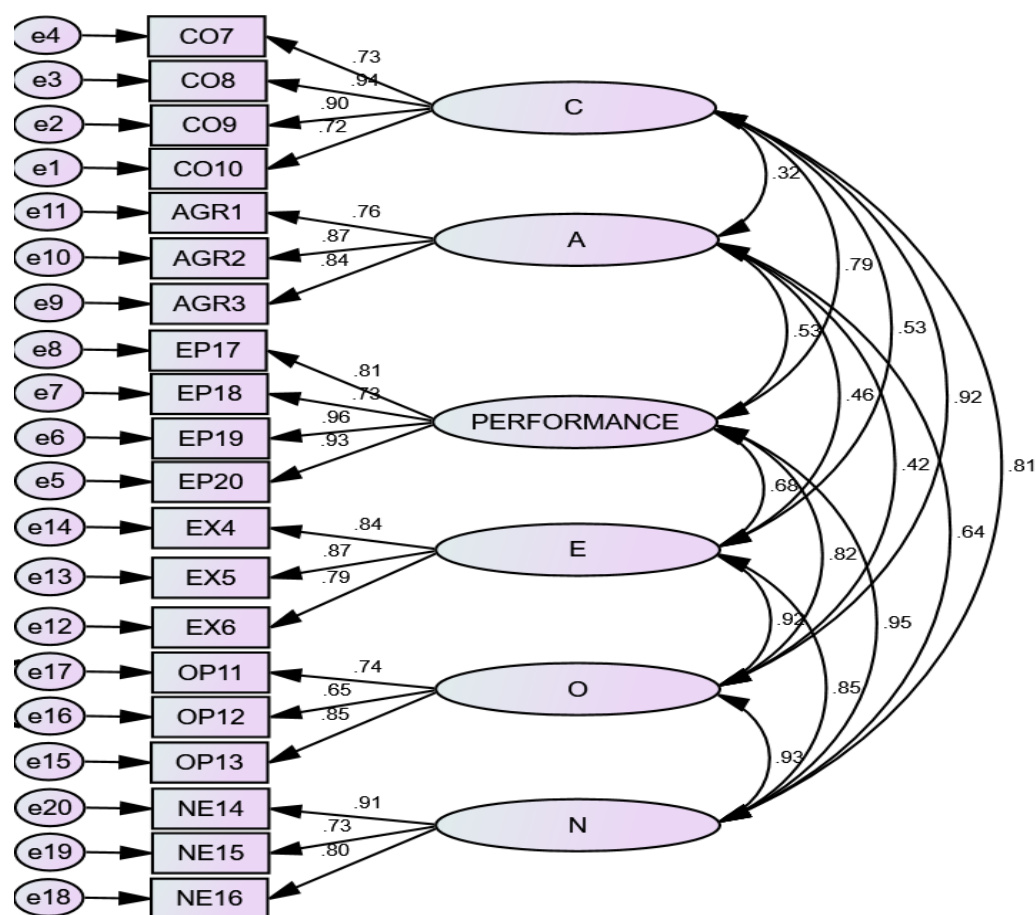 e4 CO7
.73
e3 CO8 .94
C
e2 CO9 .90
.72
e1 CO10
.32
e11 AGR1 .76
A
e10 AGR2 .87
.84
e9 AGR3
.79
.53 .53
e8 EP17
.81
e7 EP18 .73
.46 .92
PERFORMANCE
e6 EP19 .96
.93
e5 EP20
.42 .81
.68
e14 EX4 .84
.64
E
.87
.82
e13 EX5
.79
e12 EX6
.92 .95
e17 OP11 .74
O
.65
.85
e16 OP12
.85
e15 OP13
.93
e20 NE14 .91
N
.73
e19 NE15
.80
e18 NE16